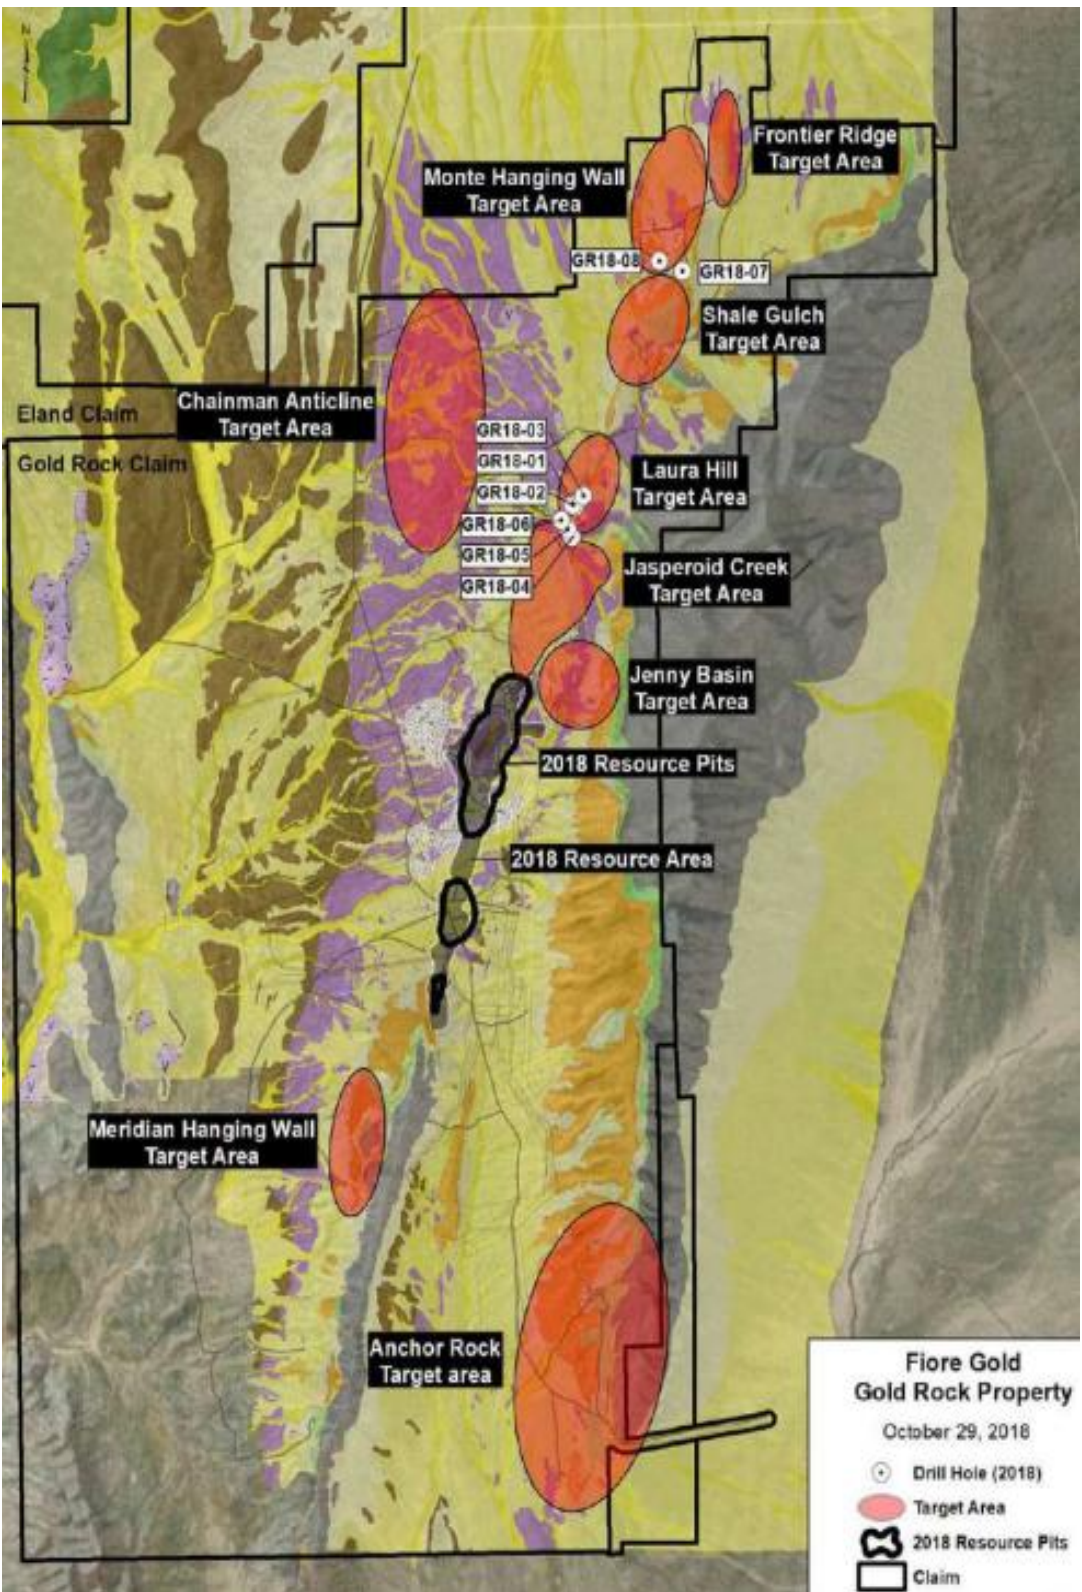 N
Frontier Ridge
Target Area
Monte Hanging Wall
Target Area
GR18-08
GR18-07
Shale Gulch
Target Area
Chainman Anticline
Target Area
Eland Claim
Gold Rock Claim
GR18-03
GR18-01
GR18-02
GR18-06
GR18-05
GR18-04
Laura Hill
Target Area
Jasperoid Creek
Target Area
Jenny Basin
Target Area
2018 Resource Pits
2018 Resource Area
Meridian Hanging Wall
Target Area
Anchor Rock
Target area
Fiore Gold
Gold Rock Property
October 29, 2018
Drill Hole (2018)
Target Area
2018 Resource Pits
Claim